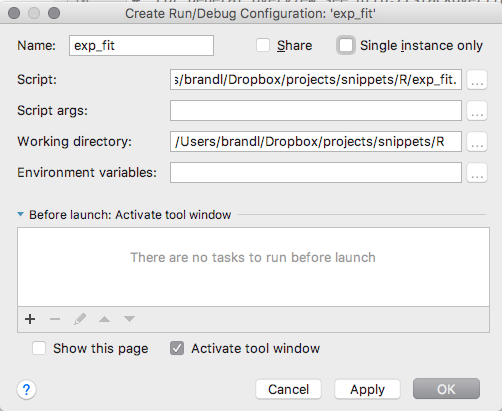 Create Run/Debug Configuration: 'exp_fit'
Name: exp_fit Share Single instance only
Script: s/brandl/Dropbox/projects/snippets/R/exp_fit. ...
Script args: ...
Working directory: /Users/brandl/Dropbox/projects/snippets/R ...
Environment variables: ...
Before launch: Activate tool window
There are no tasks to run before launch
Show this page Activate tool window
? Cancel Apply OK